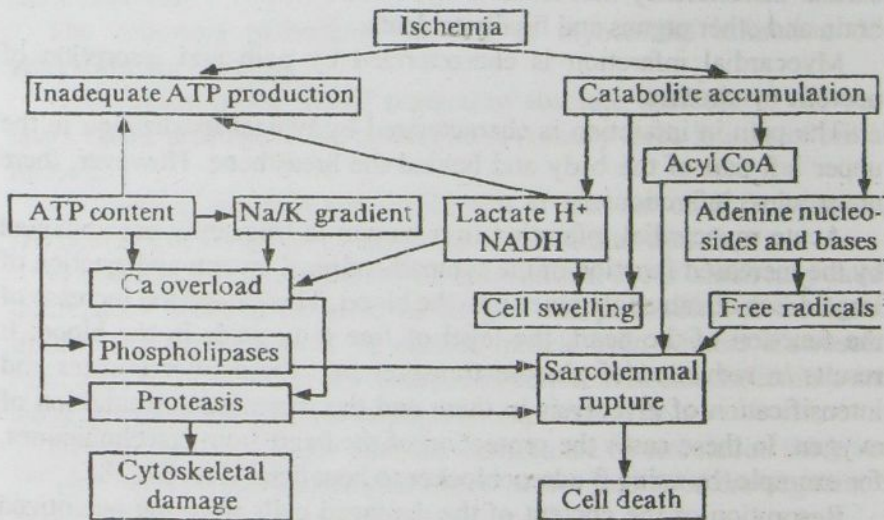 Ischemia
Inadequate ATP production
Catabolite accumulation
Acyl CoA
ATP content
Na/K gradient
Lactate H⁺
NADH
Adenine nucleo-
sides and bases
Ca overload
Cell swelling
Free radicals
Phospholipases
Proteasis
Sarcolemmal
rupture
Cytoskeletal
damage
Cell death